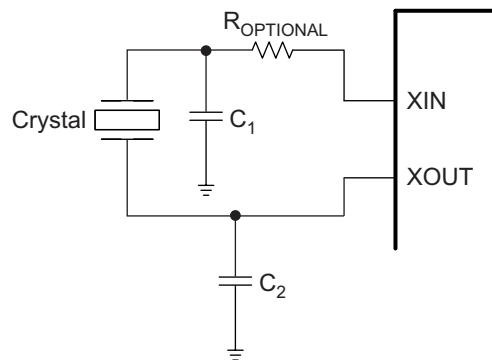 R_OPTIONAL
XIN
Crystal
C_1
XOUT
C_2